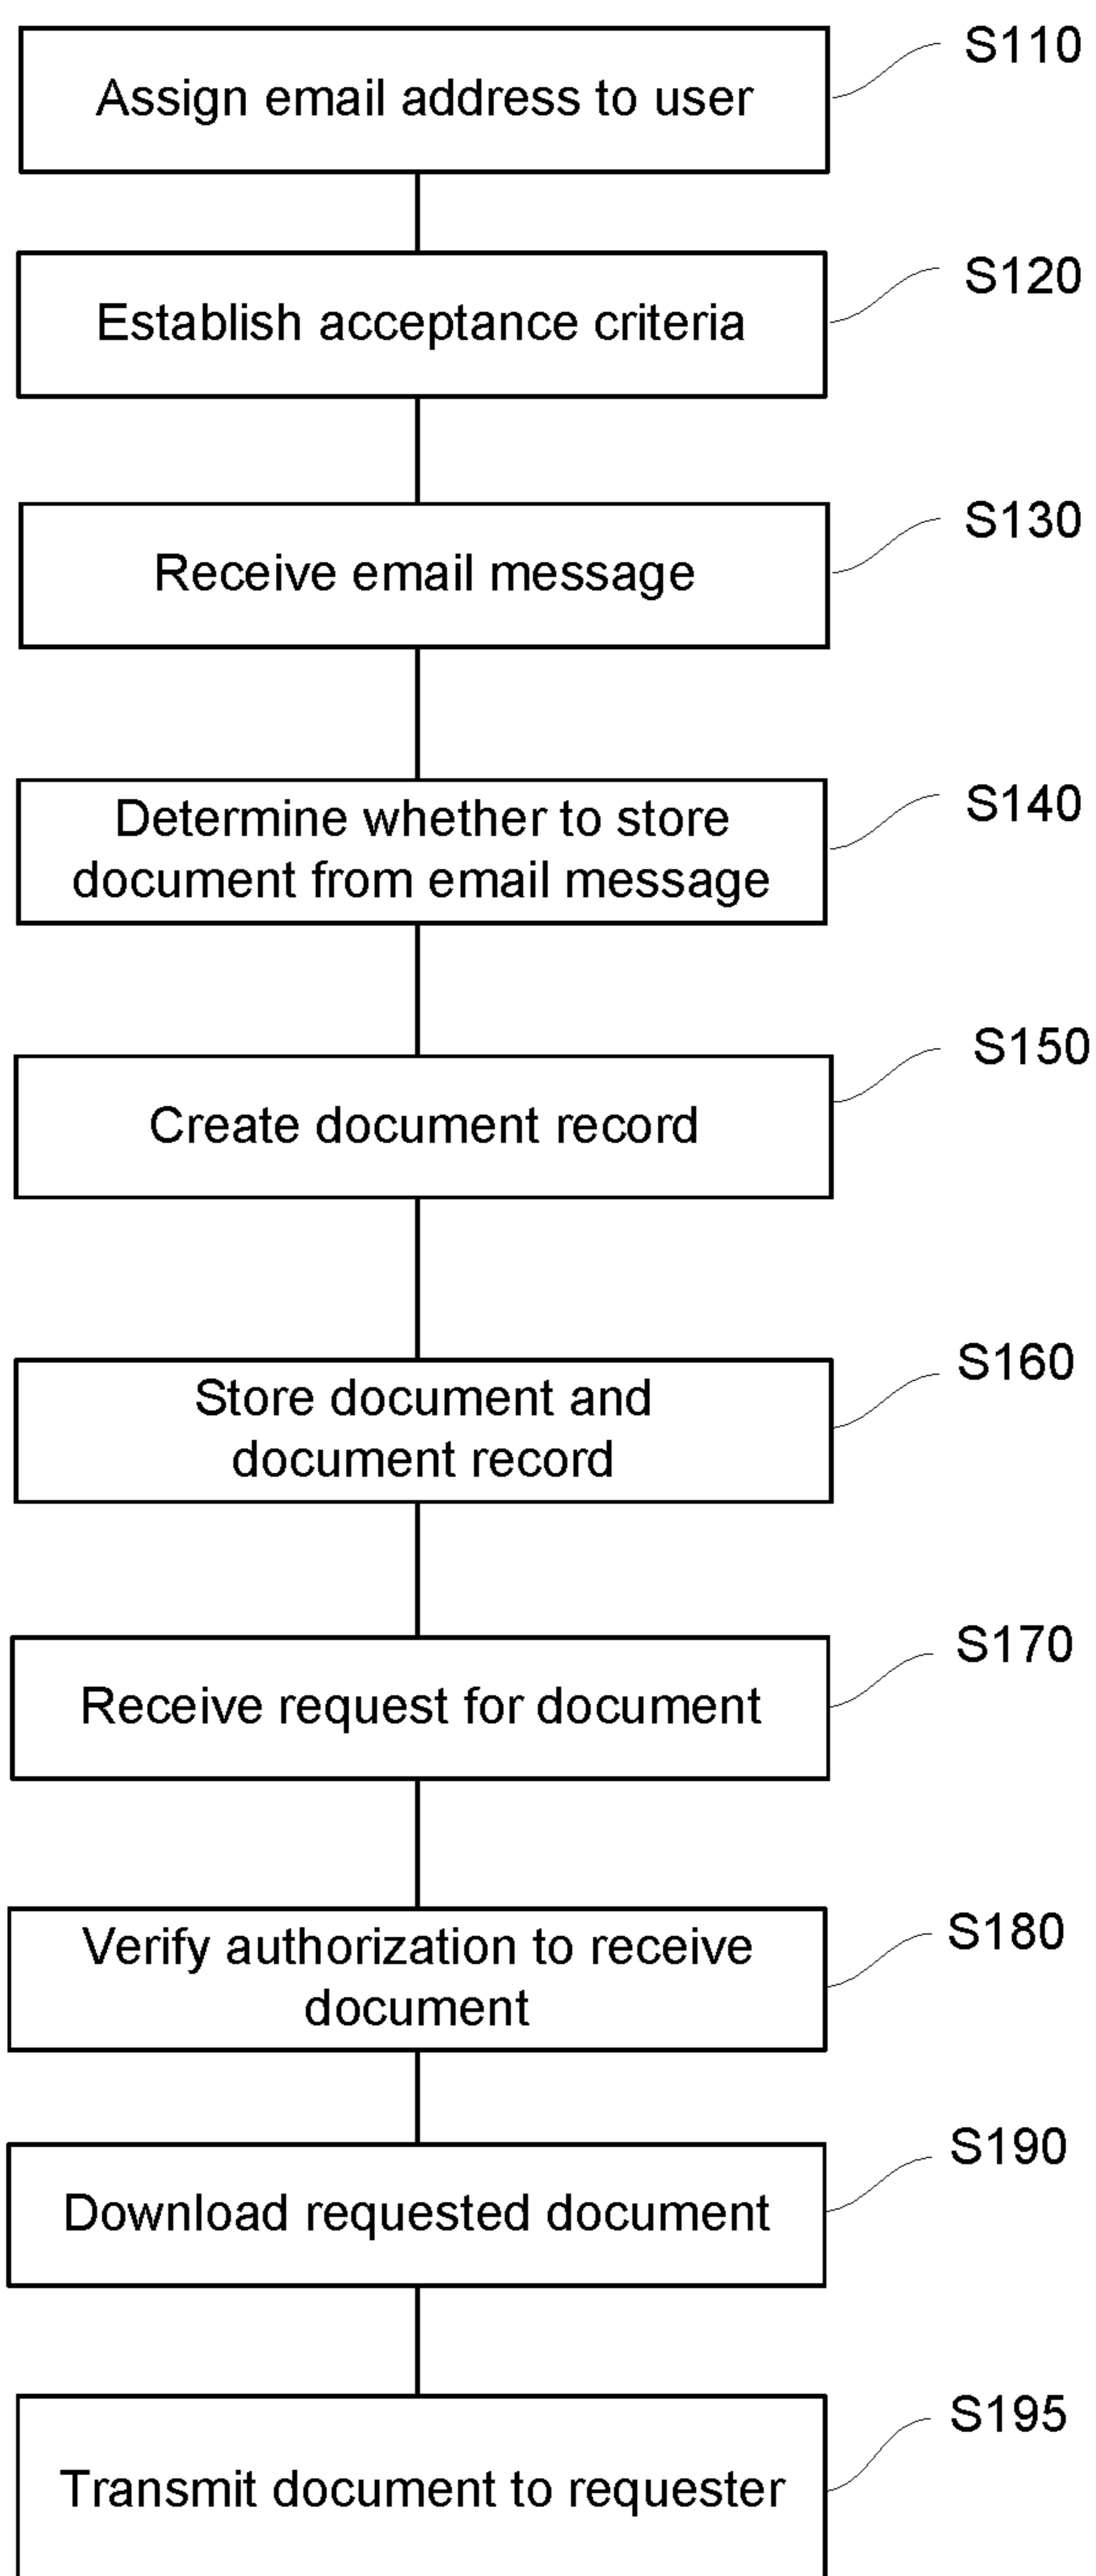 Assign email address to user
S110
Establish acceptance criteria
S120
Receive email message
S130
Determine whether to store
document from email message
S140
Create document record
S150
Store document and
document record
S160
Receive request for document
S170
Verify authorization to receive
document
S180
Download requested document
S190
Transmit document to requester
S195